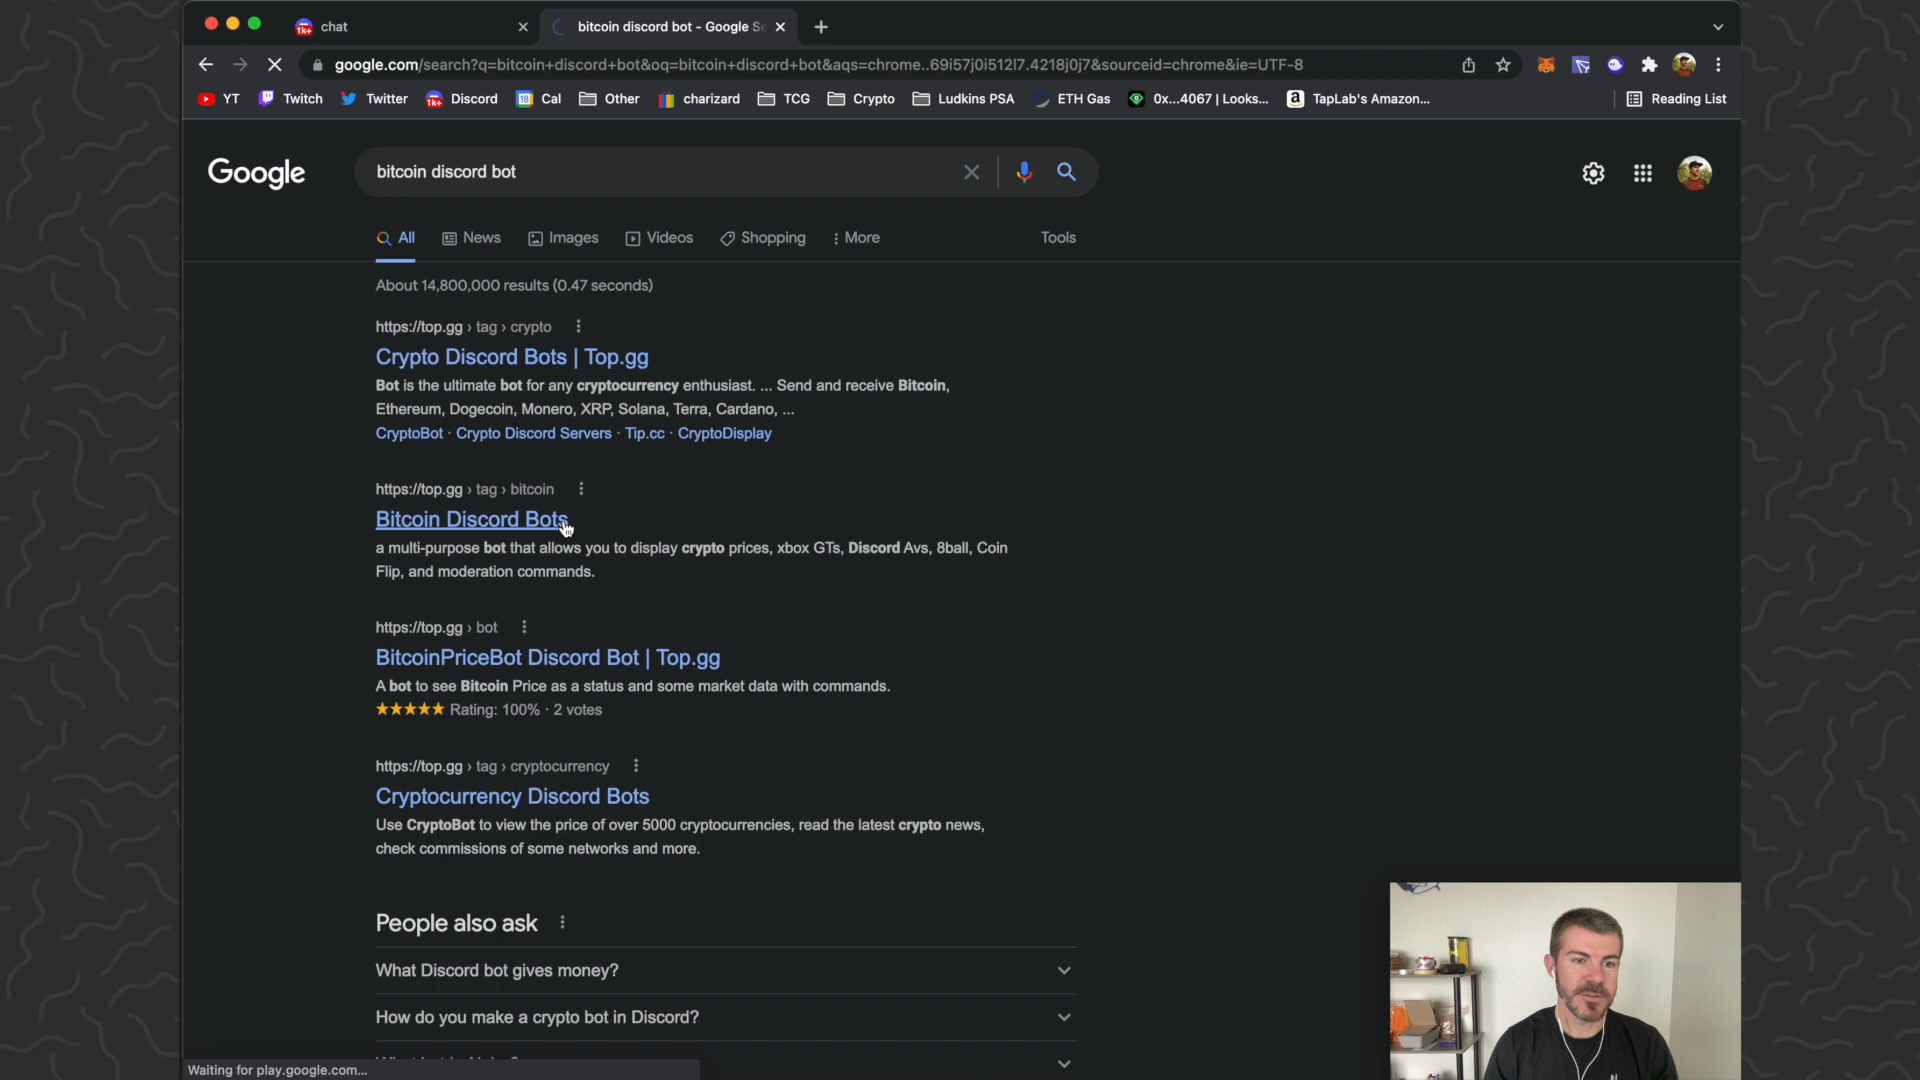 chat
bitcoin discord bot - Google Se
google.com/search?q=bitcoin+discord+bot&oq=bitcoin+discord+bot&aqs=chrome..69i57j0i512l7.4218j0j7&sourceid=chrome&ie=UTF-8
YT Twitch Twitter Discord 18 Cal Other charizard TCG Crypto Ludkins PSA ETH Gas 0x...4067 | Looks... TapLab's Amazon... Reading List
Google
bitcoin discord bot
All News Images Videos Shopping More Tools
About 14,800,000 results (0.47 seconds)
https://top.gg › tag › crypto
Crypto Discord Bots | Top.gg
Bot is the ultimate bot for any cryptocurrency enthusiast. ... Send and receive Bitcoin,
Ethereum, Dogecoin, Monero, XRP, Solana, Terra, Cardano, ...
CryptoBot · Crypto Discord Servers · Tip.cc · CryptoDisplay
https://top.gg › tag › bitcoin
Bitcoin Discord Bots
a multi-purpose bot that allows you to display crypto prices, xbox GTs, Discord Avs, 8ball, Coin
Flip, and moderation commands.
https://top.gg › bot
BitcoinPriceBot Discord Bot | Top.gg
A bot to see Bitcoin Price as a status and some market data with commands.
★★★★★ Rating: 100% · 2 votes
https://top.gg › tag › cryptocurrency
Cryptocurrency Discord Bots
Use CryptoBot to view the price of over 5000 cryptocurrencies, read the latest crypto news,
check commissions of some networks and more.
People also ask
What Discord bot gives money?
How do you make a crypto bot in Discord?
Waiting for play.google.com...